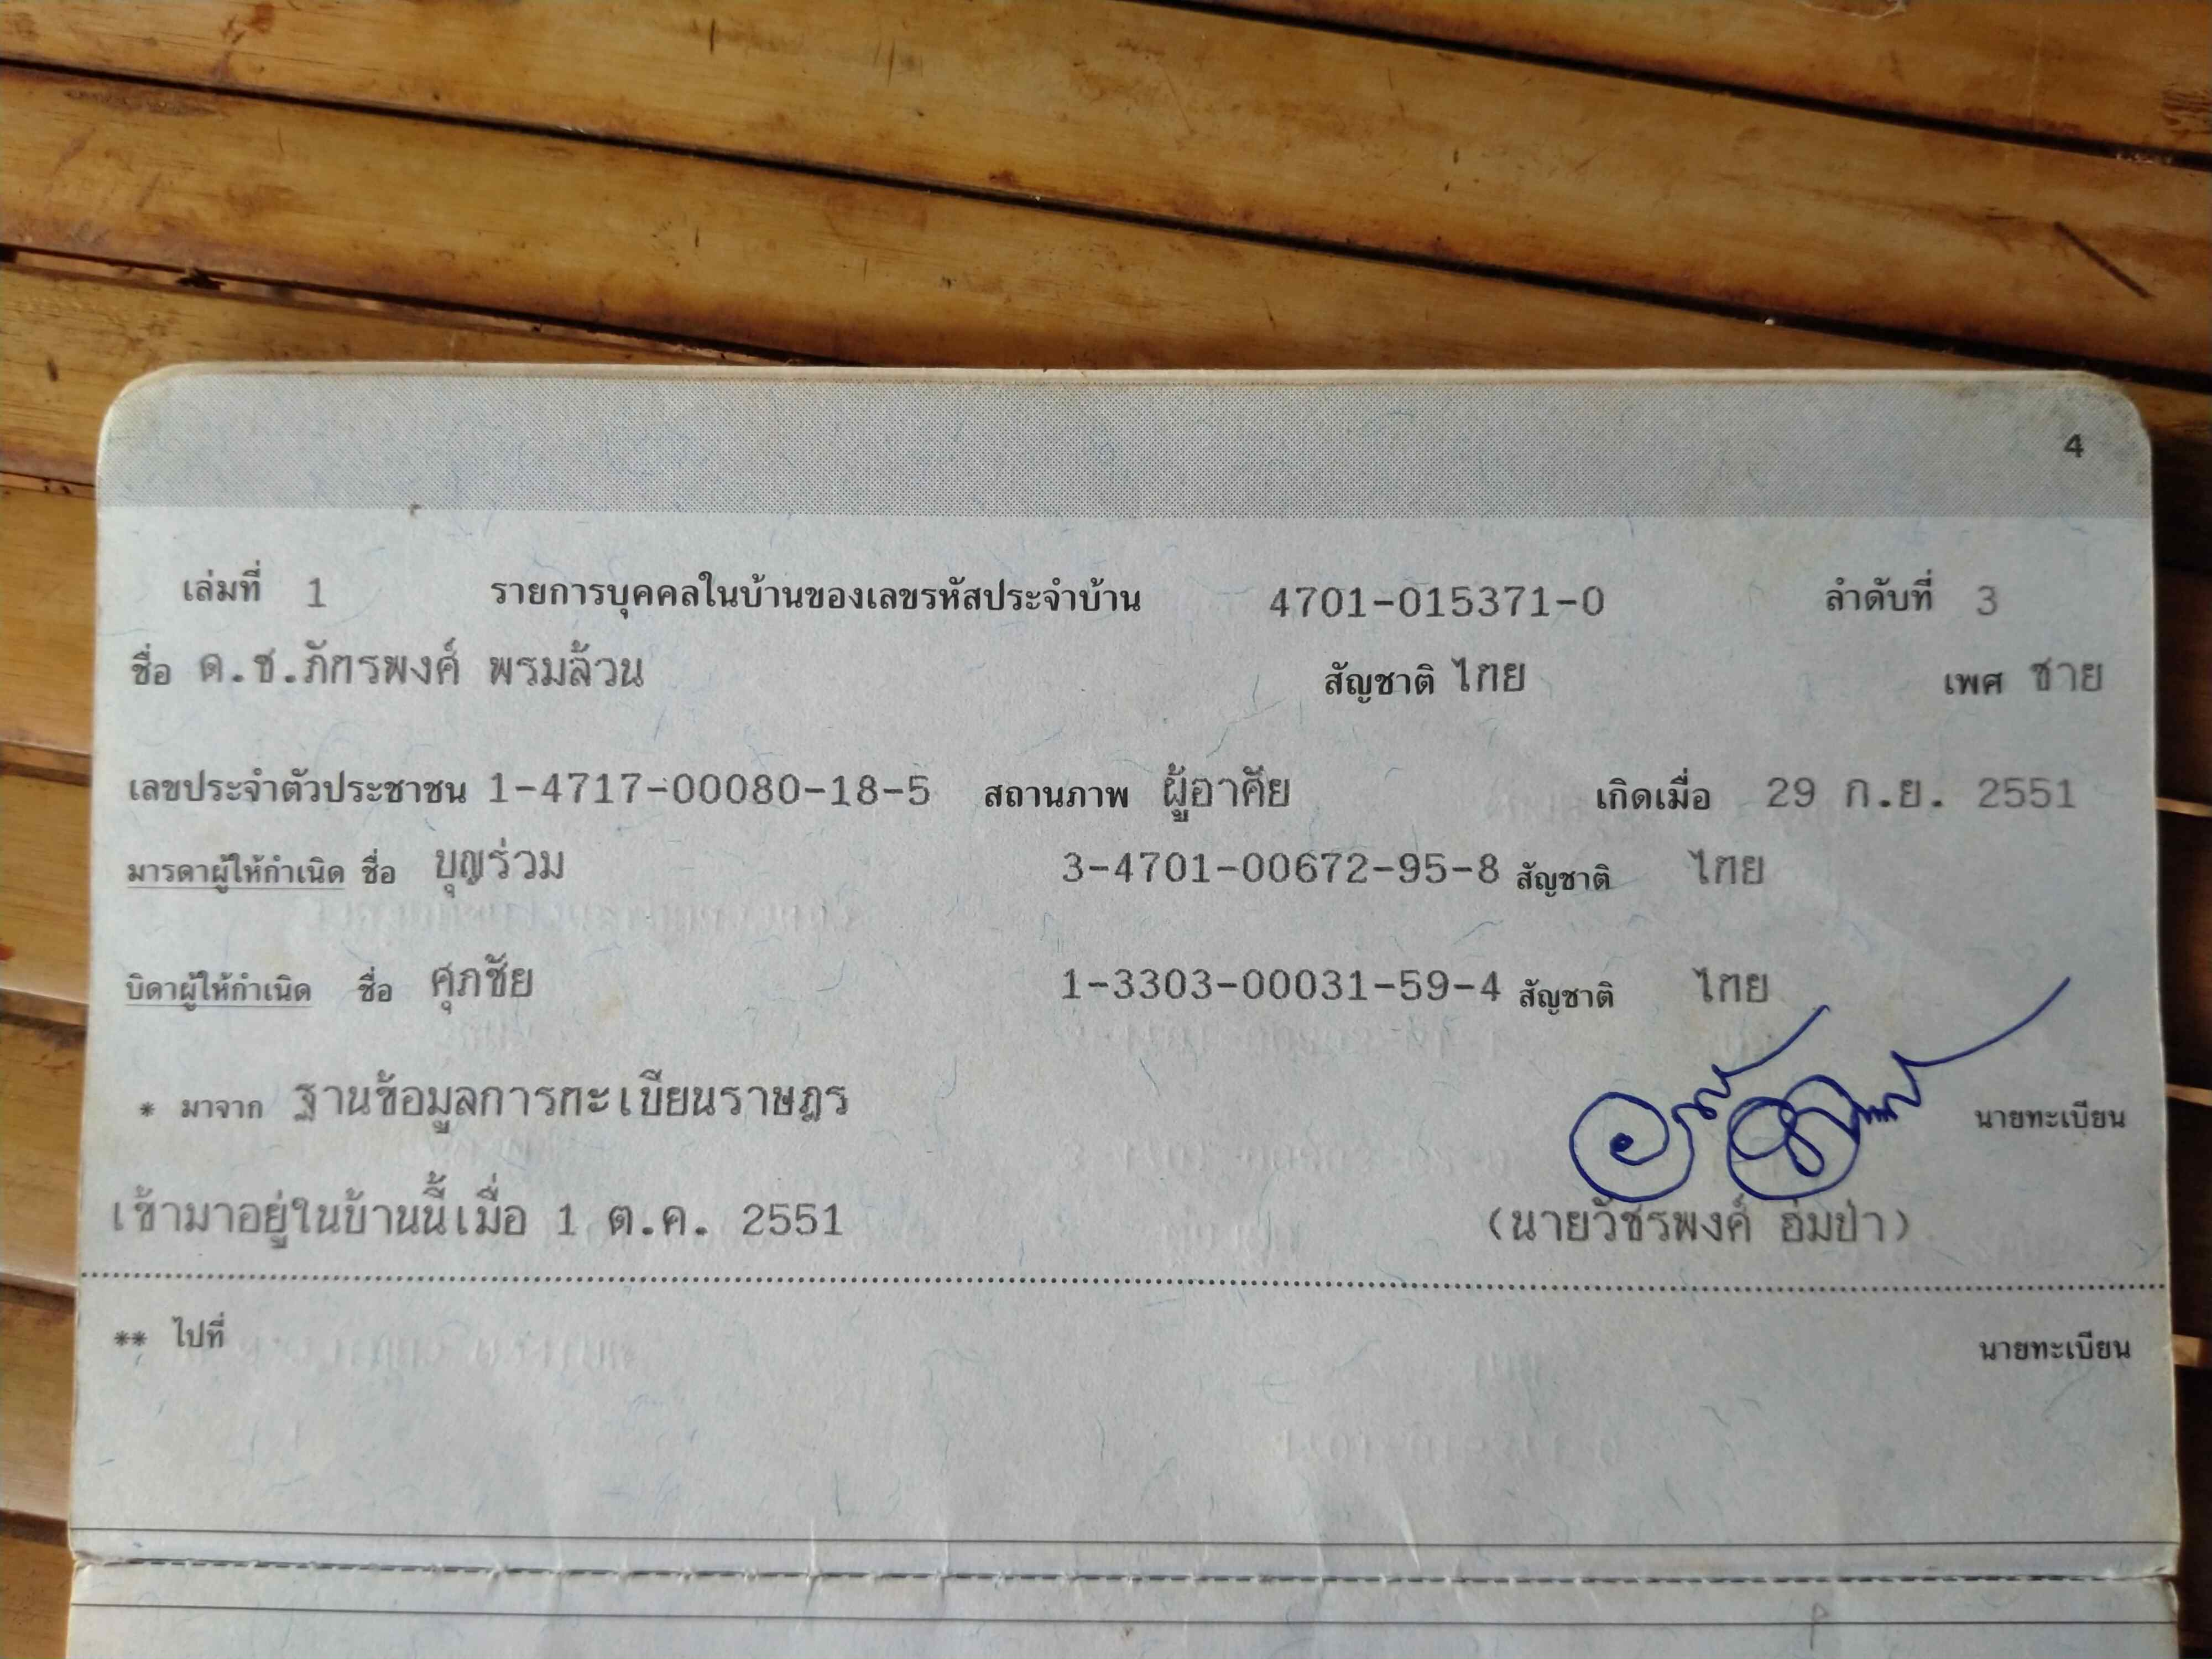 4
เล่มที่ 1 รายการบุคคลในบ้านของเลขรหัสประจำบ้าน 4701-015371-0 ลำดับที่ 3
ชื่อ ด.ช.ภัทรพงศ์ พรมล้วน สัญชาติ ไทย เพศ ชาย
เลขประจำตัวประชาชน 1-4717-00080-18-5 สถานภาพ ผู้อาศัย เกิดเมื่อ 29 ก.ย. 2551
มารดาผู้ให้กำเนิด ชื่อ บุญร่วม 3-4701-00672-95-8 สัญชาติ ไทย
บิดาผู้ให้กำเนิด ชื่อ ศุภชัย 1-3303-00031-59-4 สัญชาติ ไทย
* มาจาก ฐานข้อมูลการทะเบียนราษฎร นายทะเบียน
เข้ามาอยู่ในบ้านนี้เมื่อ 1 ต.ค. 2551 (นายวัชรพงศ์ อ่มป่า)
** ไปที่ นายทะเบียน